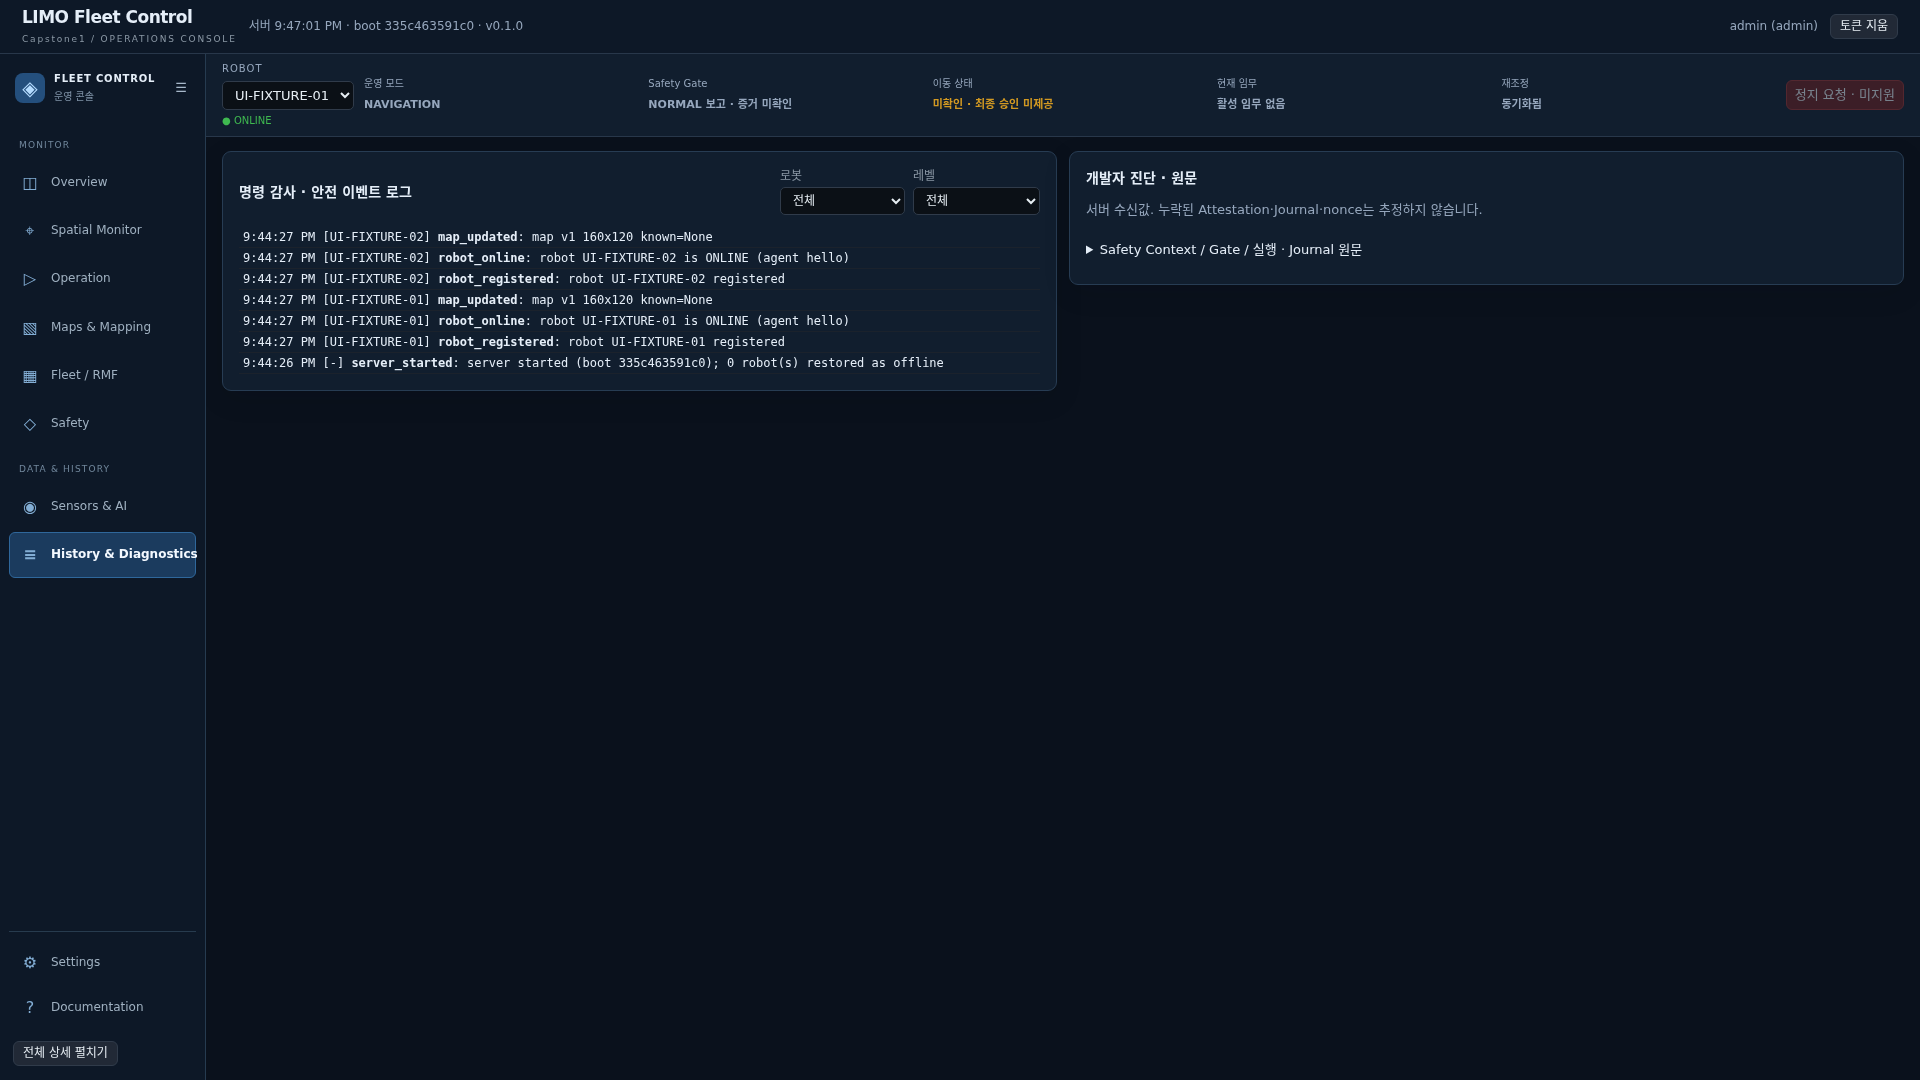 LIMO Fleet Control
Capstone1 / OPERATIONS CONSOLE
서버 9:47:01 PM · boot 335c463591c0 · v0.1.0
admin (admin)
토큰 지움
FLEET CONTROL
운영 콘솔
MONITOR
Overview
Spatial Monitor
Operation
Maps & Mapping
Fleet / RMF
Safety
DATA & HISTORY
Sensors & AI
History & Diagnostics
Settings
? Documentation
전체 상세 펼치기
ROBOT
UI-FIXTURE-01
● ONLINE
운영 모드
NAVIGATION
Safety Gate
NORMAL 보고 · 증거 미확인
이동 상태
미확인 · 최종 승인 미제공
현재 임무
활성 임무 없음
재조정
동기화됨
정지 요청 · 미지원
명령 감사 · 안전 이벤트 로그
로봇
전체
레벨
전체
9:44:27 PM [UI-FIXTURE-02] map_updated: map v1 160x120 known=None
9:44:27 PM [UI-FIXTURE-02] robot_online: robot UI-FIXTURE-02 is ONLINE (agent hello)
9:44:27 PM [UI-FIXTURE-02] robot_registered: robot UI-FIXTURE-02 registered
9:44:27 PM [UI-FIXTURE-01] map_updated: map v1 160x120 known=None
9:44:27 PM [UI-FIXTURE-01] robot_online: robot UI-FIXTURE-01 is ONLINE (agent hello)
9:44:27 PM [UI-FIXTURE-01] robot_registered: robot UI-FIXTURE-01 registered
9:44:26 PM [-] server_started: server started (boot 335c463591c0); 0 robot(s) restored as offline
개발자 진단 · 원문
서버 수신값. 누락된 Attestation·Journal·nonce는 추정하지 않습니다.
▶ Safety Context / Gate / 실행 · Journal 원문